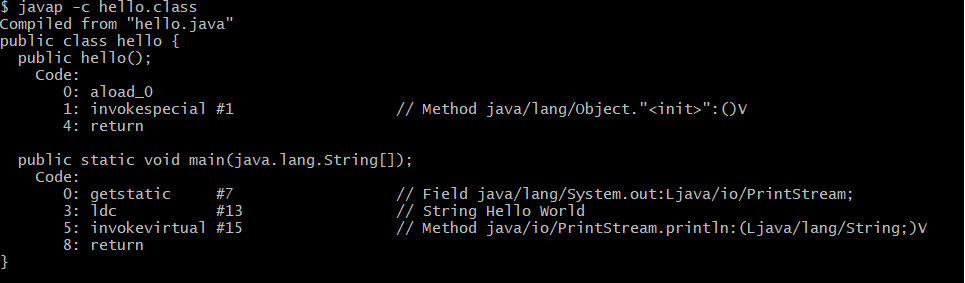 $ javap -c hello.class
Compiled from "hello.java"
public class hello {
  public hello();
    Code:
       0: aload_0
       1: invokespecial #1                  // Method java/lang/Object."<init>":()V
       4: return

  public static void main(java.lang.String[]);
    Code:
       0: getstatic     #7                  // Field java/lang/System.out:Ljava/io/PrintStream;
       3: ldc           #13                 // String Hello World
       5: invokevirtual #15                 // Method java/io/PrintStream.println:(Ljava/lang/String;)V
       8: return
}